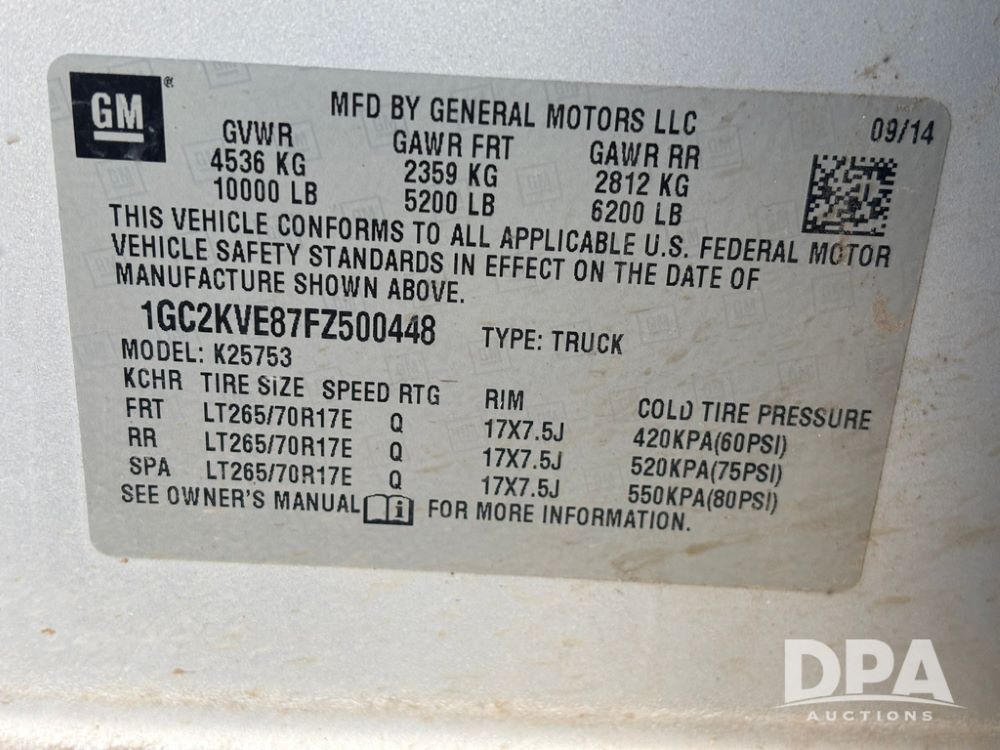 GM ®
MFD BY GENERAL MOTORS LLC 09/14
GVWR GAWR FRT GAWR RR
4536 KG 2359 KG 2812 KG
10000 LB 5200 LB 6200 LB
THIS VEHICLE CONFORMS TO ALL APPLICABLE U.S. FEDERAL MOTOR
VEHICLE SAFETY STANDARDS IN EFFECT ON THE DATE OF
MANUFACTURE SHOWN ABOVE.
1GC2KVE87FZ500448 TYPE: TRUCK
MODEL: K25753
KCHR TIRE SIZE SPEED RTG RIM COLD TIRE PRESSURE
FRT LT265/70R17E Q 17X7.5J 420KPA(60PSI)
RR LT265/70R17E Q 17X7.5J 520KPA(75PSI)
SPA LT265/70R17E Q 17X7.5J 550KPA(80PSI)
SEE OWNER'S MANUAL i FOR MORE INFORMATION.
DPA
AUCTIONS